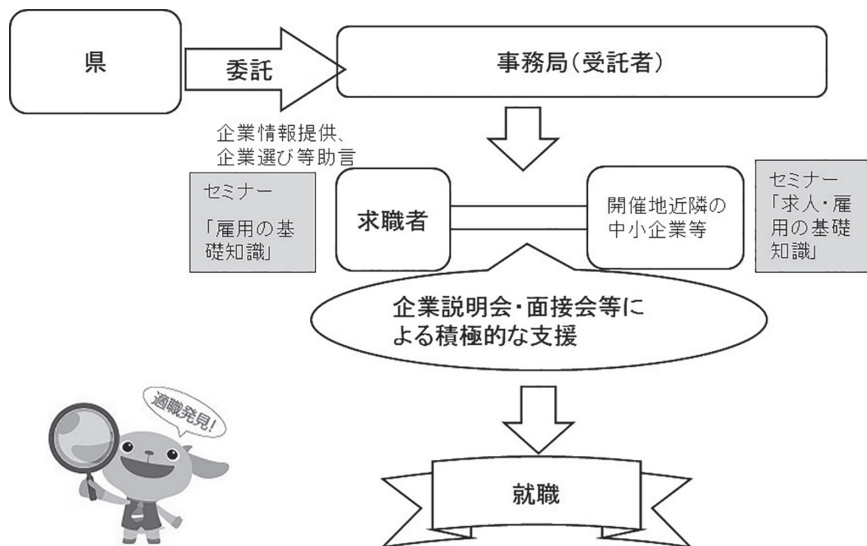 県
委託
事務局(受託者)
企業情報提供、
企業選び等助言
セミナー
「雇用の基
礎知識」
求職者
開催地近隣の
中小企業等
セミナー
「求人・雇
用の基礎
知識」
企業説明会・面接会等に
よる積極的な支援
適職発見!
就職